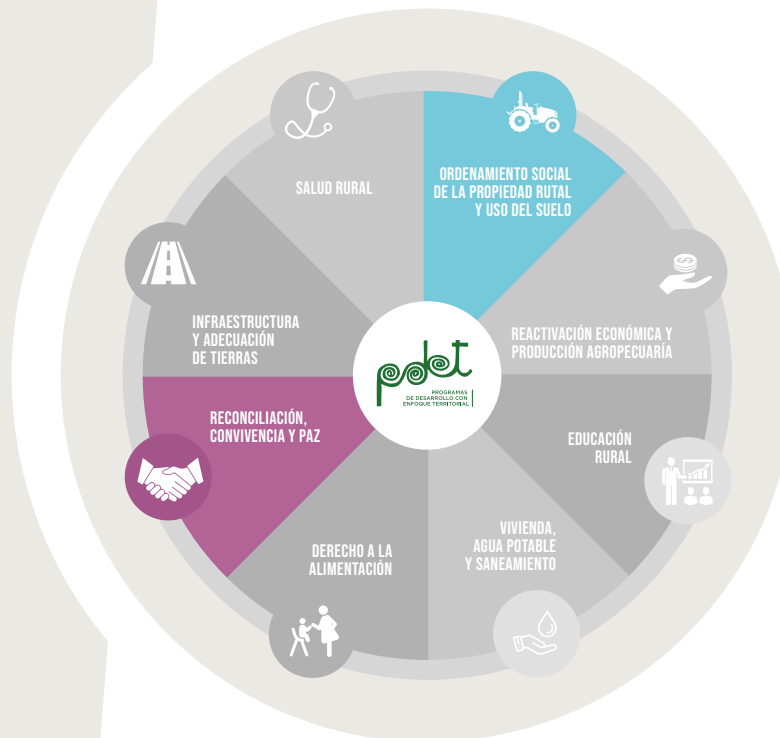 SALUD RURAL
ORDENAMIENTO SOCIAL
DE LA PROPIEDAD RUTAL
Y USO DEL SUELO
INFRAESTRUCTURA
Y ADECUACIÓN
DE TIERRAS
REACTIVACIÓN ECONÓMICA Y
PRODUCCIÓN AGROPECUARÍA
pdet
PROGRAMAS
DE DESARROLLO CON
ENFOQUE TERRITORIAL
RECONCILIACIÓN,
CONVIVENCIA Y PAZ
EDUCACIÓN
RURAL
DERECHO A LA
ALIMENTACIÓN
VIVIENDA,
AGUA POTABLE
Y SANEAMIENTO